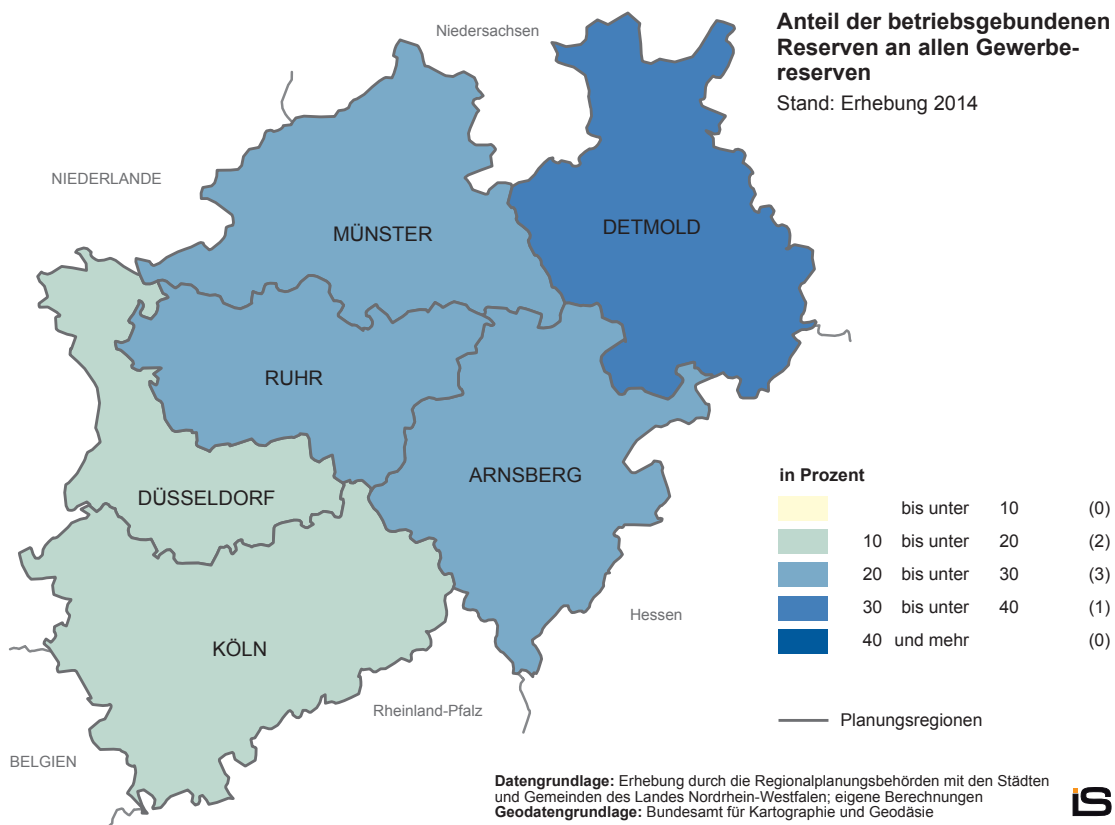 Anteil der betriebsgebundenen
Reserven an allen Gewerbe-
reserven
Stand: Erhebung 2014
Niedersachsen
NIEDERLANDE
MÜNSTER
DETMOLD
RUHR
ARNSBERG
DÜSSELDORF
KÖLN
Hessen
Rheinland-Pfalz
BELGIEN
in Prozent
bis unter 10 (0)
10 bis unter 20 (2)
20 bis unter 30 (3)
30 bis unter 40 (1)
40 und mehr (0)
Planungsregionen
Datengrundlage: Erhebung durch die Regionalplanungsbehörden mit den Städten
und Gemeinden des Landes Nordrhein-Westfalen; eigene Berechnungen
Geodatengrundlage: Bundesamt für Kartographie und Geodäsie
iS